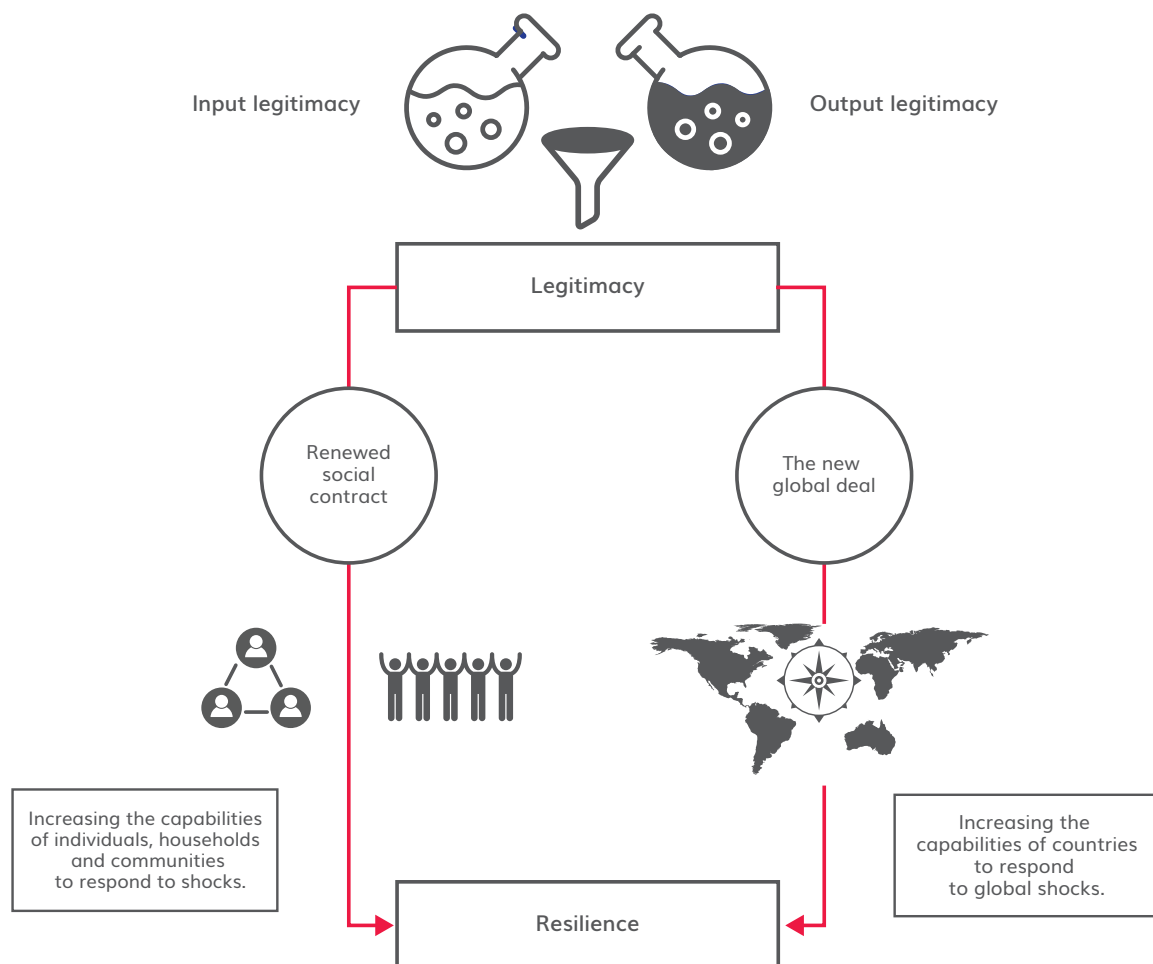 Input legitimacy
Output legitimacy
Legitimacy
Renewed
social
contract
The new
global deal
Increasing the capabilities
of individuals, households
and communities
to respond to shocks.
Increasing the
capabilities of countries
to respond
to global shocks.
Resilience